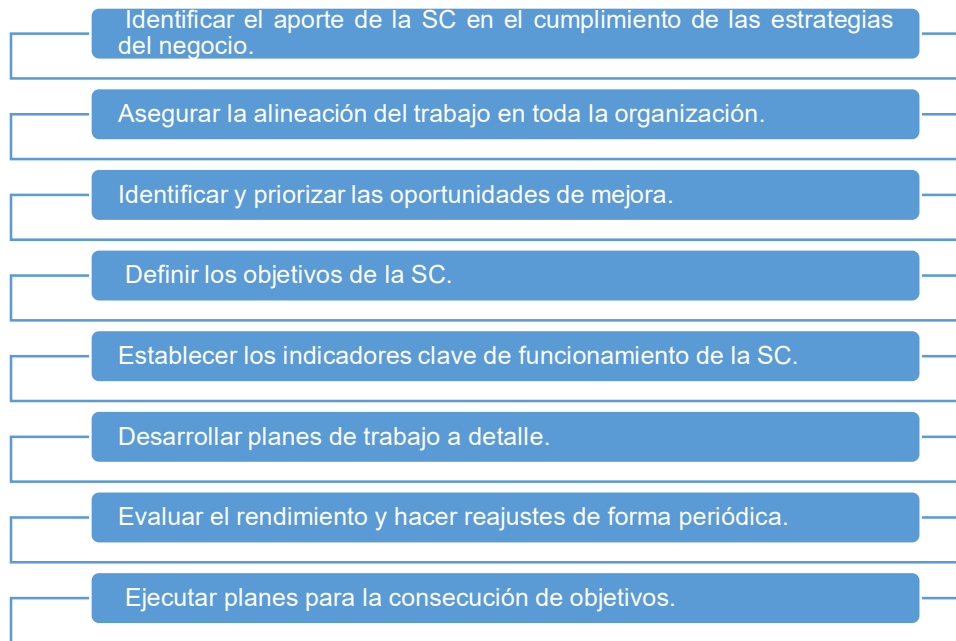 Identificar el aporte de la SC en el cumplimiento de las estrategias
del negocio.
Asegurar la alineación del trabajo en toda la organización.
Identificar y priorizar las oportunidades de mejora.
Definir los objetivos de la SC.
Establecer los indicadores clave de funcionamiento de la SC.
Desarrollar planes de trabajo a detalle.
Evaluar el rendimiento y hacer reajustes de forma periódica.
Ejecutar planes para la consecución de objetivos.